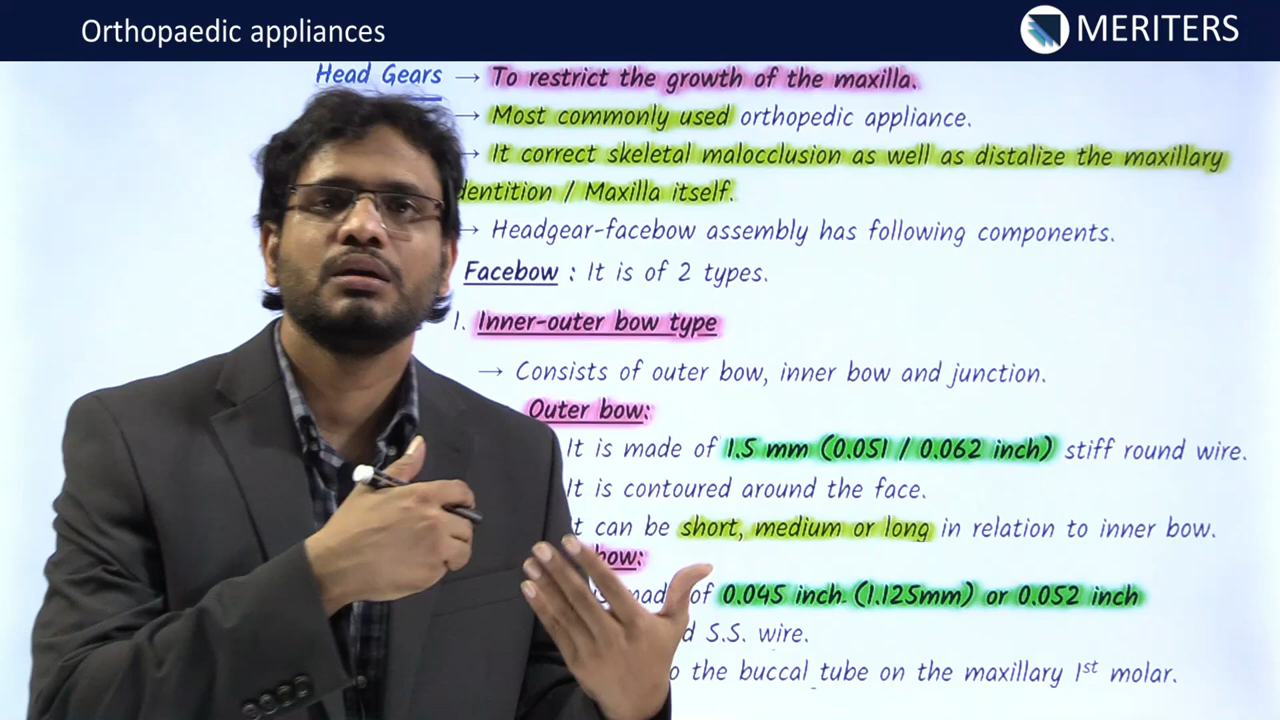 Orthopaedic appliances
MERITERS
Head Gears → To restrict the growth of the maxilla.
→ Most commonly used orthopedic appliance.
→ It correct skeletal malocclusion as well as distalize the maxillary
dentition / Maxilla itself.
→ Headgear-facebow assembly has following components.
Facebow : It is of 2 types.
1. Inner-outer bow type
→ Consists of outer bow, inner bow and junction.
Outer bow:
It is made of 1.5 mm (0.051 / 0.062 inch) stiff round wire.
It is contoured around the face.
It can be short, medium or long in relation to inner bow.
bow:
of 0.045 inch. (1.125mm) or 0.052 inch
S.S. wire.
the buccal tube on the maxillary 1st molar.